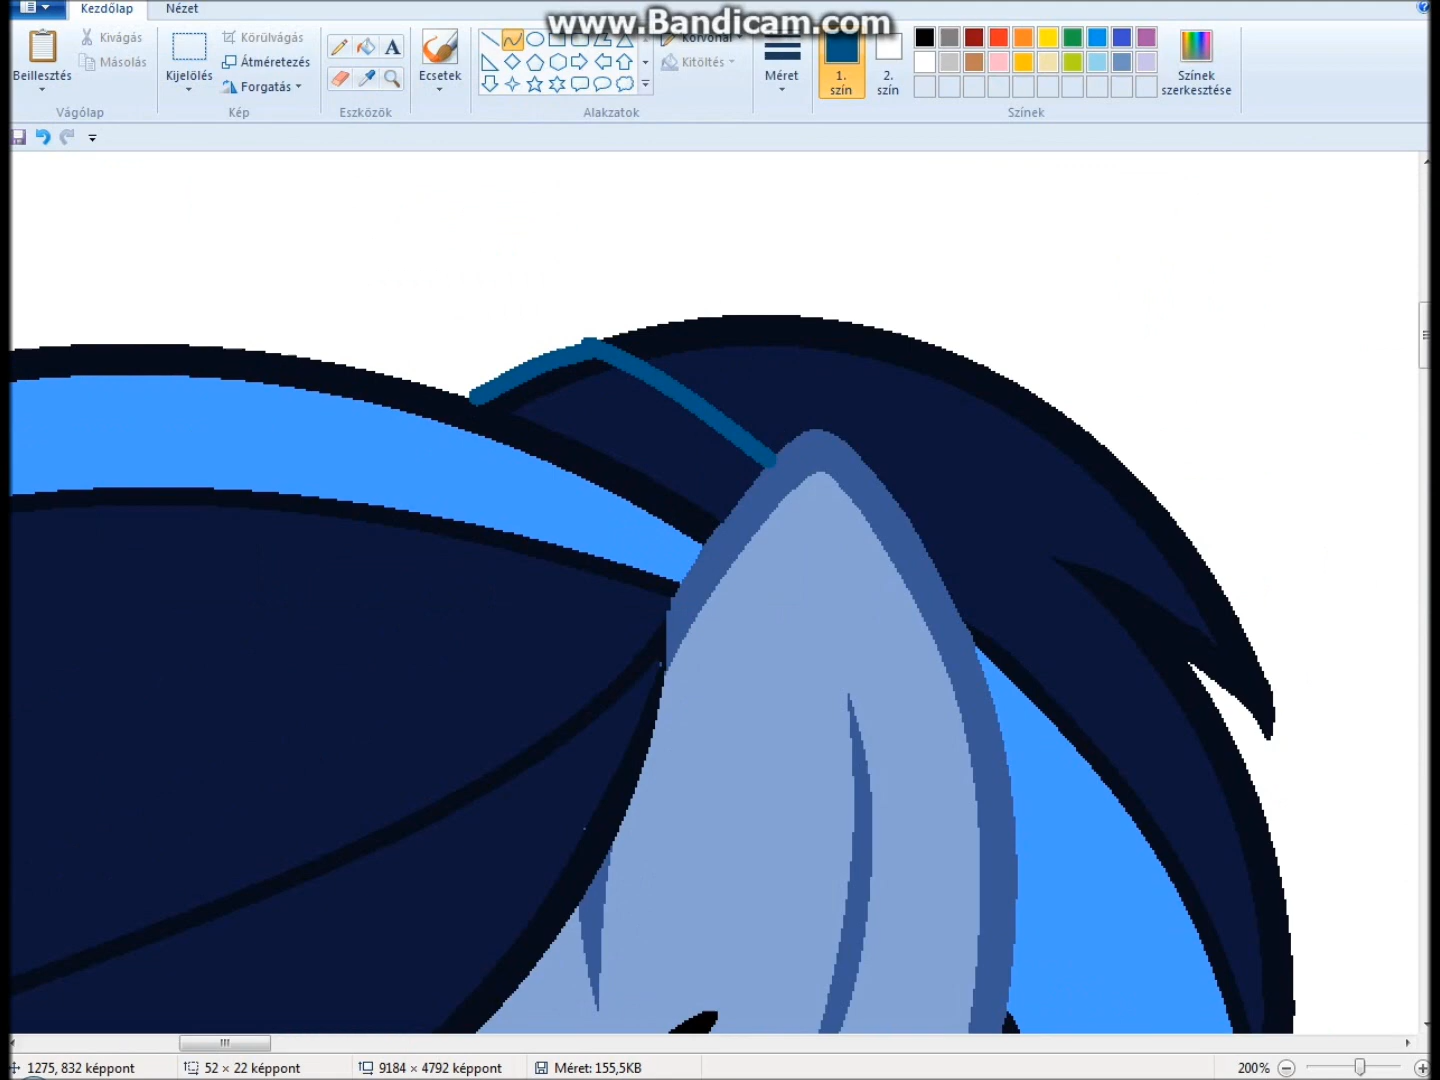 Kezdőlap Nézet
www.Bandicam.com
Beillesztés
Kivágás
Másolás
Vágólap
Kijelölés
Körülvágás
Átméretezés
Forgatás
Kép
A
Eszközök
Ecsetek
Körvonal
Kitöltés
Alakzatok
Méret
1.
szín
2.
szín
Színek
szerkesztése
Színek
1275, 832 képpont
52 × 22 képpont
9184 × 4792 képpont
Méret: 155,5KB
200%